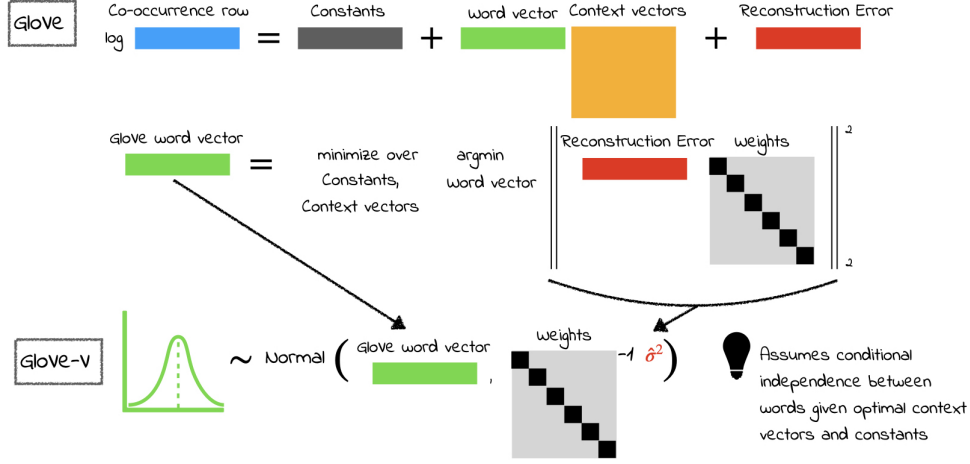 GloVe
Co-occurrence row
Constants
Word vector
Context vectors
Reconstruction Error
log
=
+
+
GloVe word vector
=
minimize over
Constants,
Context vectors
argmin
word vector
Reconstruction Error
Weights
2
2
GloVe-V
~ Normal (
GloVe word vector
,
Weights
-1 σ̂²)
Assumes conditional
independence between
words given optimal context
vectors and constants